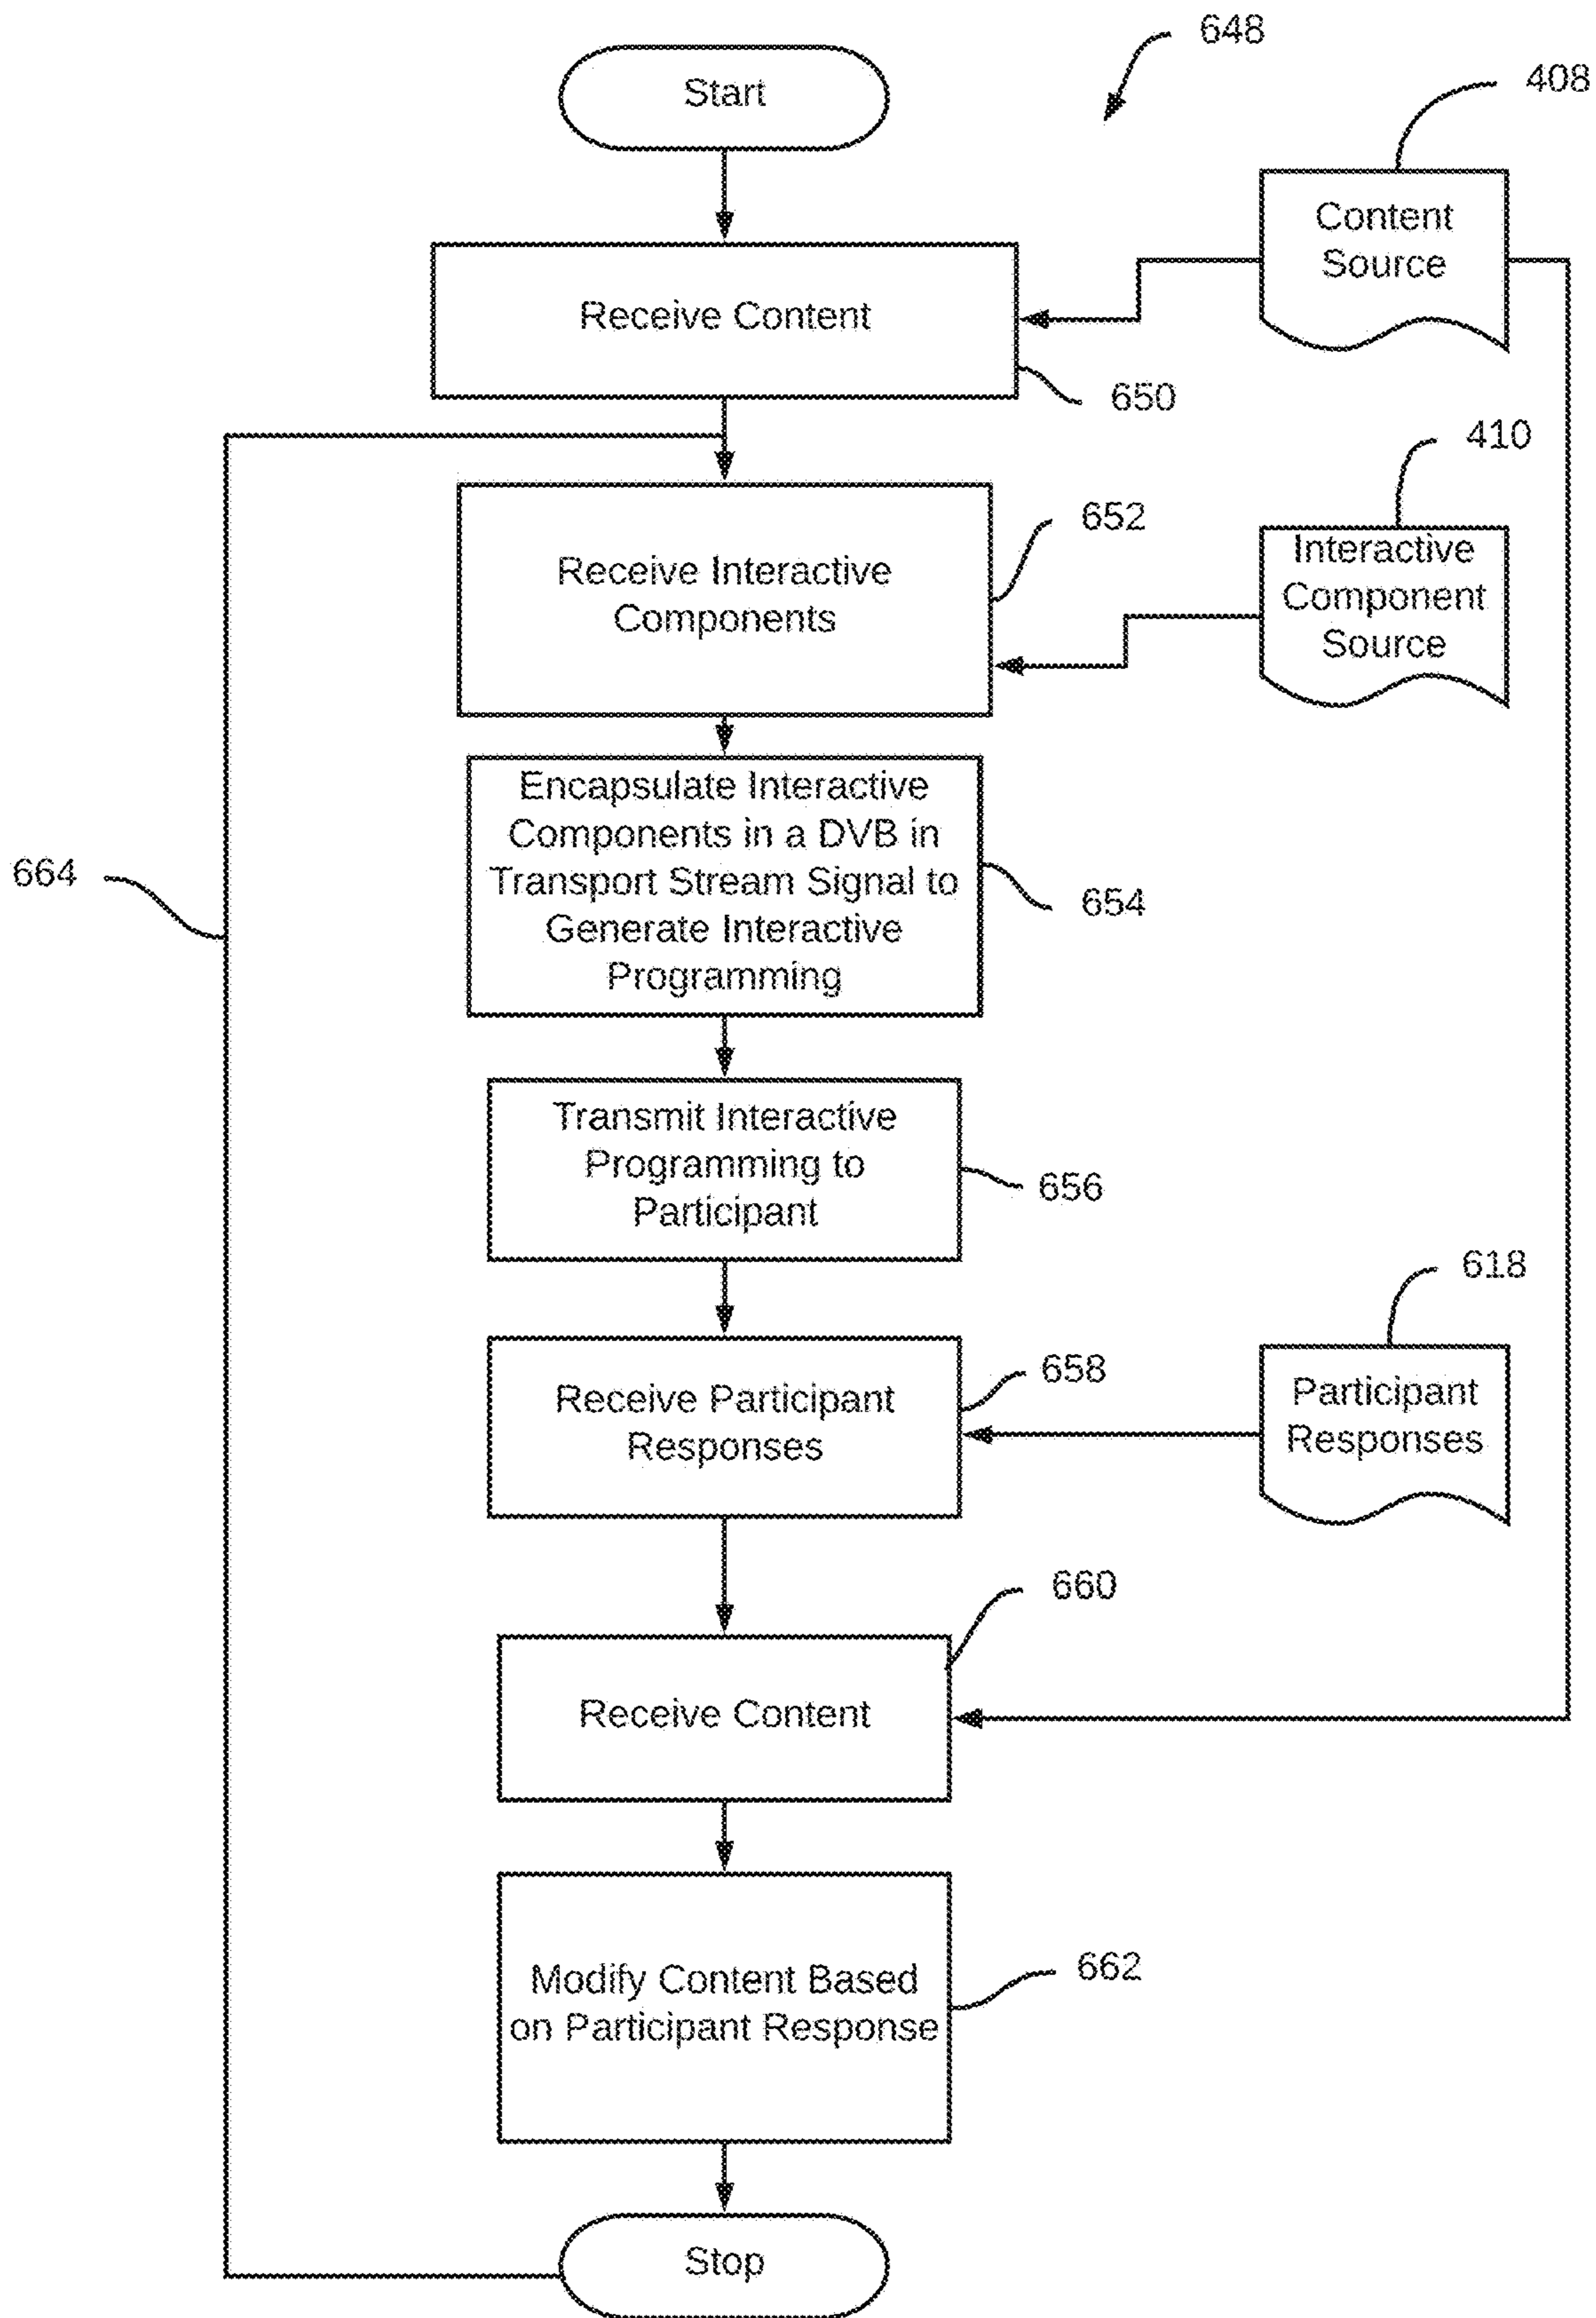 648
Start
408
Content
Source
Receive Content
650
410
652
Interactive
Component
Source
Receive Interactive
Components
Encapsulate Interactive
Components in a DVB in
Transport Stream Signal to
Generate Interactive
Programming
664
654
Transmit Interactive
Programming to
Participant
656
618
658
Participant
Responses
Receive Participant
Responses
660
Receive Content
662
Modify Content Based
on Participant Response
Stop